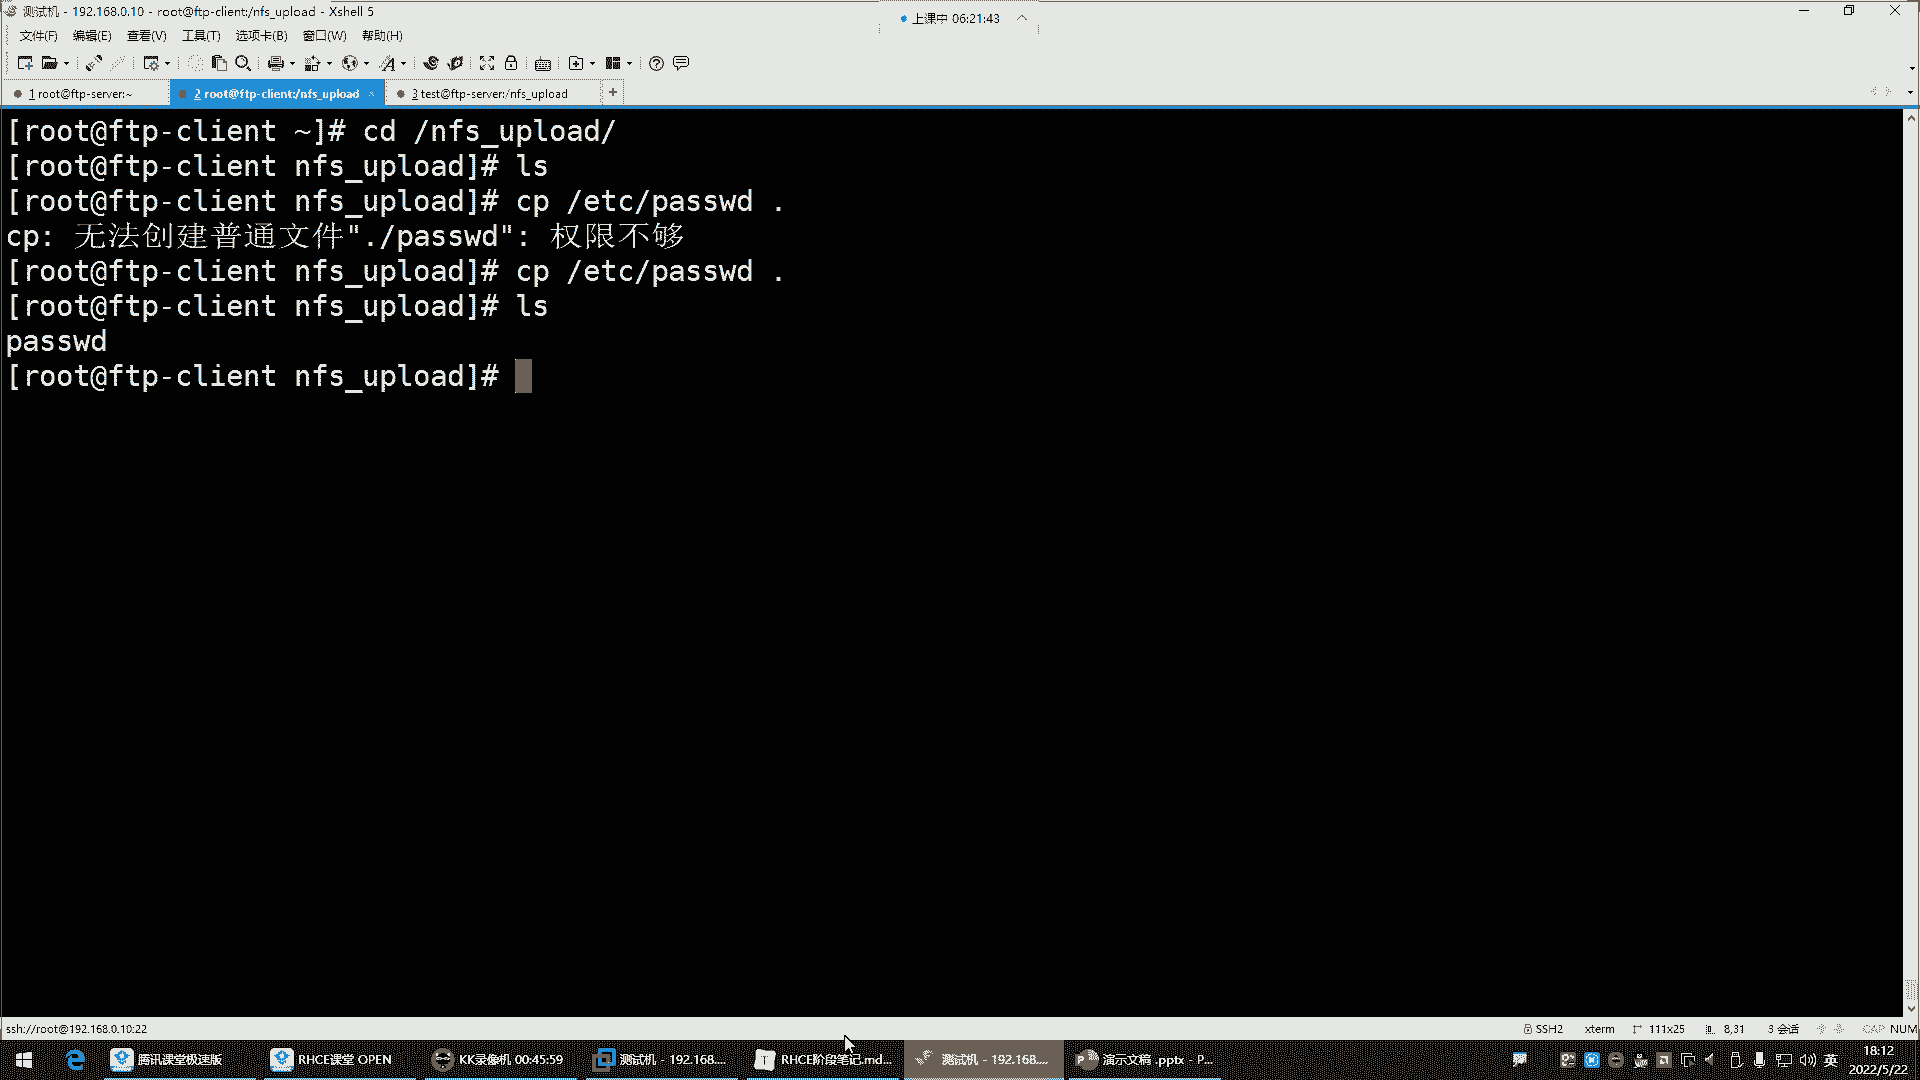 测试机 - 192.168.0.10 - root@ftp-client:/nfs_upload - Xshell 5
上课中 06:21:43
文件(F) 编辑(E) 查看(V) 工具(T) 选项卡(B) 窗口(W) 帮助(H)
1 root@ftp-server:~ 2 root@ftp-client:/nfs_upload × 3 test@ftp-server:/nfs_upload +
[root@ftp-client ~]# cd /nfs_upload/
[root@ftp-client nfs_upload]# ls
[root@ftp-client nfs_upload]# cp /etc/passwd .
cp: 无法创建普通文件"./passwd": 权限不够
[root@ftp-client nfs_upload]# cp /etc/passwd .
[root@ftp-client nfs_upload]# ls
passwd
[root@ftp-client nfs_upload]#
ssh://root@192.168.0.10:22 SSH2 xterm 111x25 8,31 3 会话 CAP NUM
腾讯课堂极速版 RHCE课堂 OPEN KK录像机 00:45:59 测试机 - 192.168.... RHCE阶段笔记.md... 测试机 - 192.168.... 演示文稿 .pptx - P... 英 18:12
2022/5/22